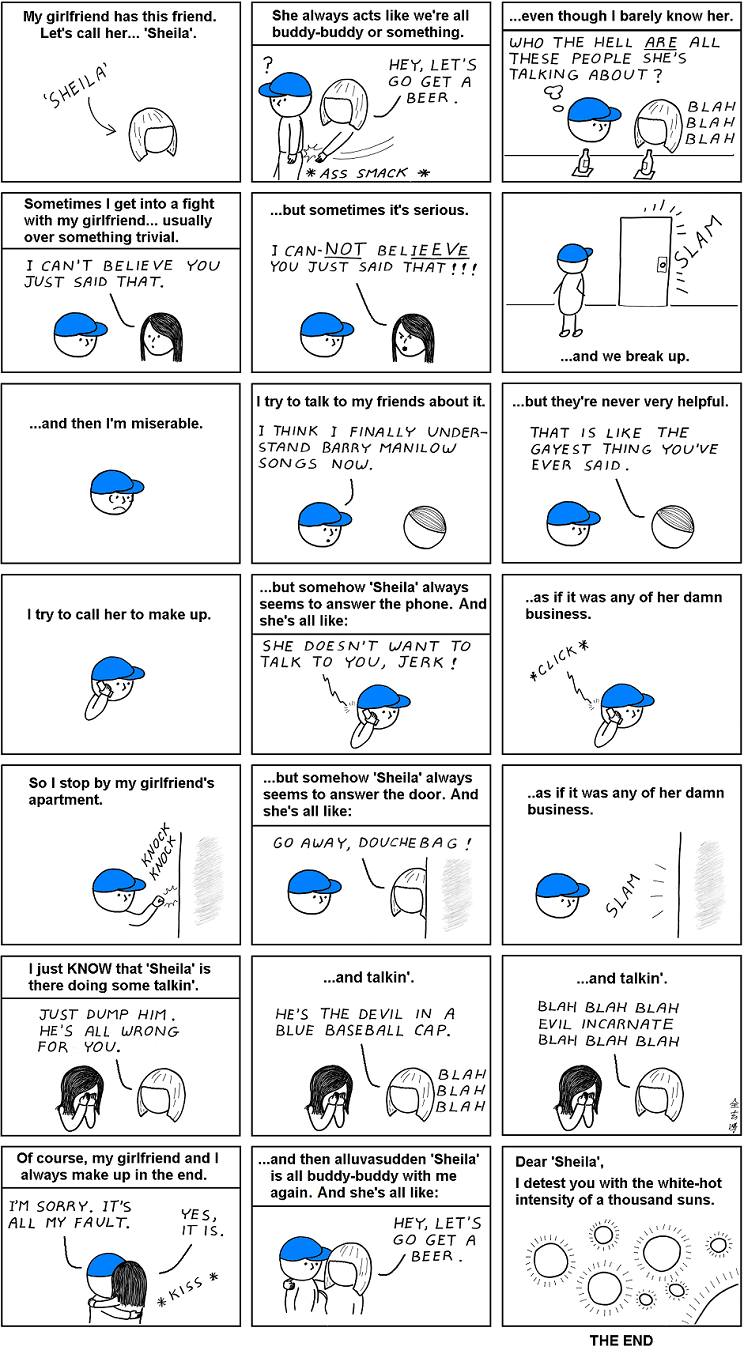 My girlfriend has this friend.
Let's call her... 'Sheila'.
'SHEILA'
She always acts like we're all
buddy-buddy or something.
?
HEY, LET'S
GO GET A
BEER.
*ASS SMACK *
...even though I barely know her.
WHO THE HELL ARE ALL
THESE PEOPLE SHE'S
TALKING ABOUT?
BLAH
BLAH
BLAH
Sometimes I get into a fight
with my girlfriend... usually
over something trivial.
I CAN'T BELIEVE YOU
JUST SAID THAT.
...but sometimes it's serious.
I CAN-NOT BELIEEVE
YOU JUST SAID THAT!!!
SLAM
...and we break up.
...and then I'm miserable.
I try to talk to my friends about it.
I THINK I FINALLY UNDER-
STAND BARRY MANILOW
SONGS NOW.
...but they're never very helpful.
THAT IS LIKE THE
GAYEST THING YOU'VE
EVER SAID.
I try to call her to make up.
...but somehow 'Sheila' always
seems to answer the phone. And
she's all like:
SHE DOESN'T WANT TO
TALK TO YOU, JERK!
..as if it was any of her damn
business.
*CLICK*
So I stop by my girlfriend's
apartment.
KNOCK
KNOCK
...but somehow 'Sheila' always
seems to answer the door. And
she's all like:
GO AWAY, DOUCHEBAG!
..as if it was any of her damn
business.
SLAM
I just KNOW that 'Sheila' is
there doing some talkin'.
JUST DUMP HIM.
HE'S ALL WRONG
FOR YOU.
...and talkin'.
HE'S THE DEVIL IN A
BLUE BASEBALL CAP.
BLAH
BLAH
BLAH
...and talkin'.
BLAH BLAH BLAH
EVIL INCARNATE
BLAH BLAH BLAH
Of course, my girlfriend and I
always make up in the end.
I'M SORRY. IT'S
ALL MY FAULT.
YES,
IT IS.
*KISS*
...and then alluvasudden 'Sheila'
is all buddy-buddy with me
again. And she's all like:
HEY, LET'S
GO GET A
BEER.
Dear 'Sheila',
I detest you with the white-hot
intensity of a thousand suns.
THE END